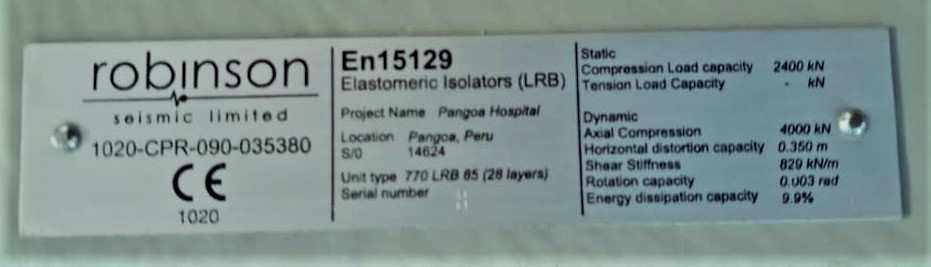 robinson
seismic limited
1020-CPR-090-035380
CE
1020
En15129
Elastomeric Isolators (LRB)
Project Name Pangoa Hospital
Location Pangoa, Peru
S/0 14624
Unit type 770 LRB 85 (28 layers)
Serial number
Static
Compression Load capacity 2400 kN
Tension Load Capacity - kN
Dynamic
Axial Compression 4000 kN
Horizontal distortion capacity 0.350 m
Shear Stiffness 829 kN/m
Rotation capacity 0.003 rad
Energy dissipation capacity 9.9%